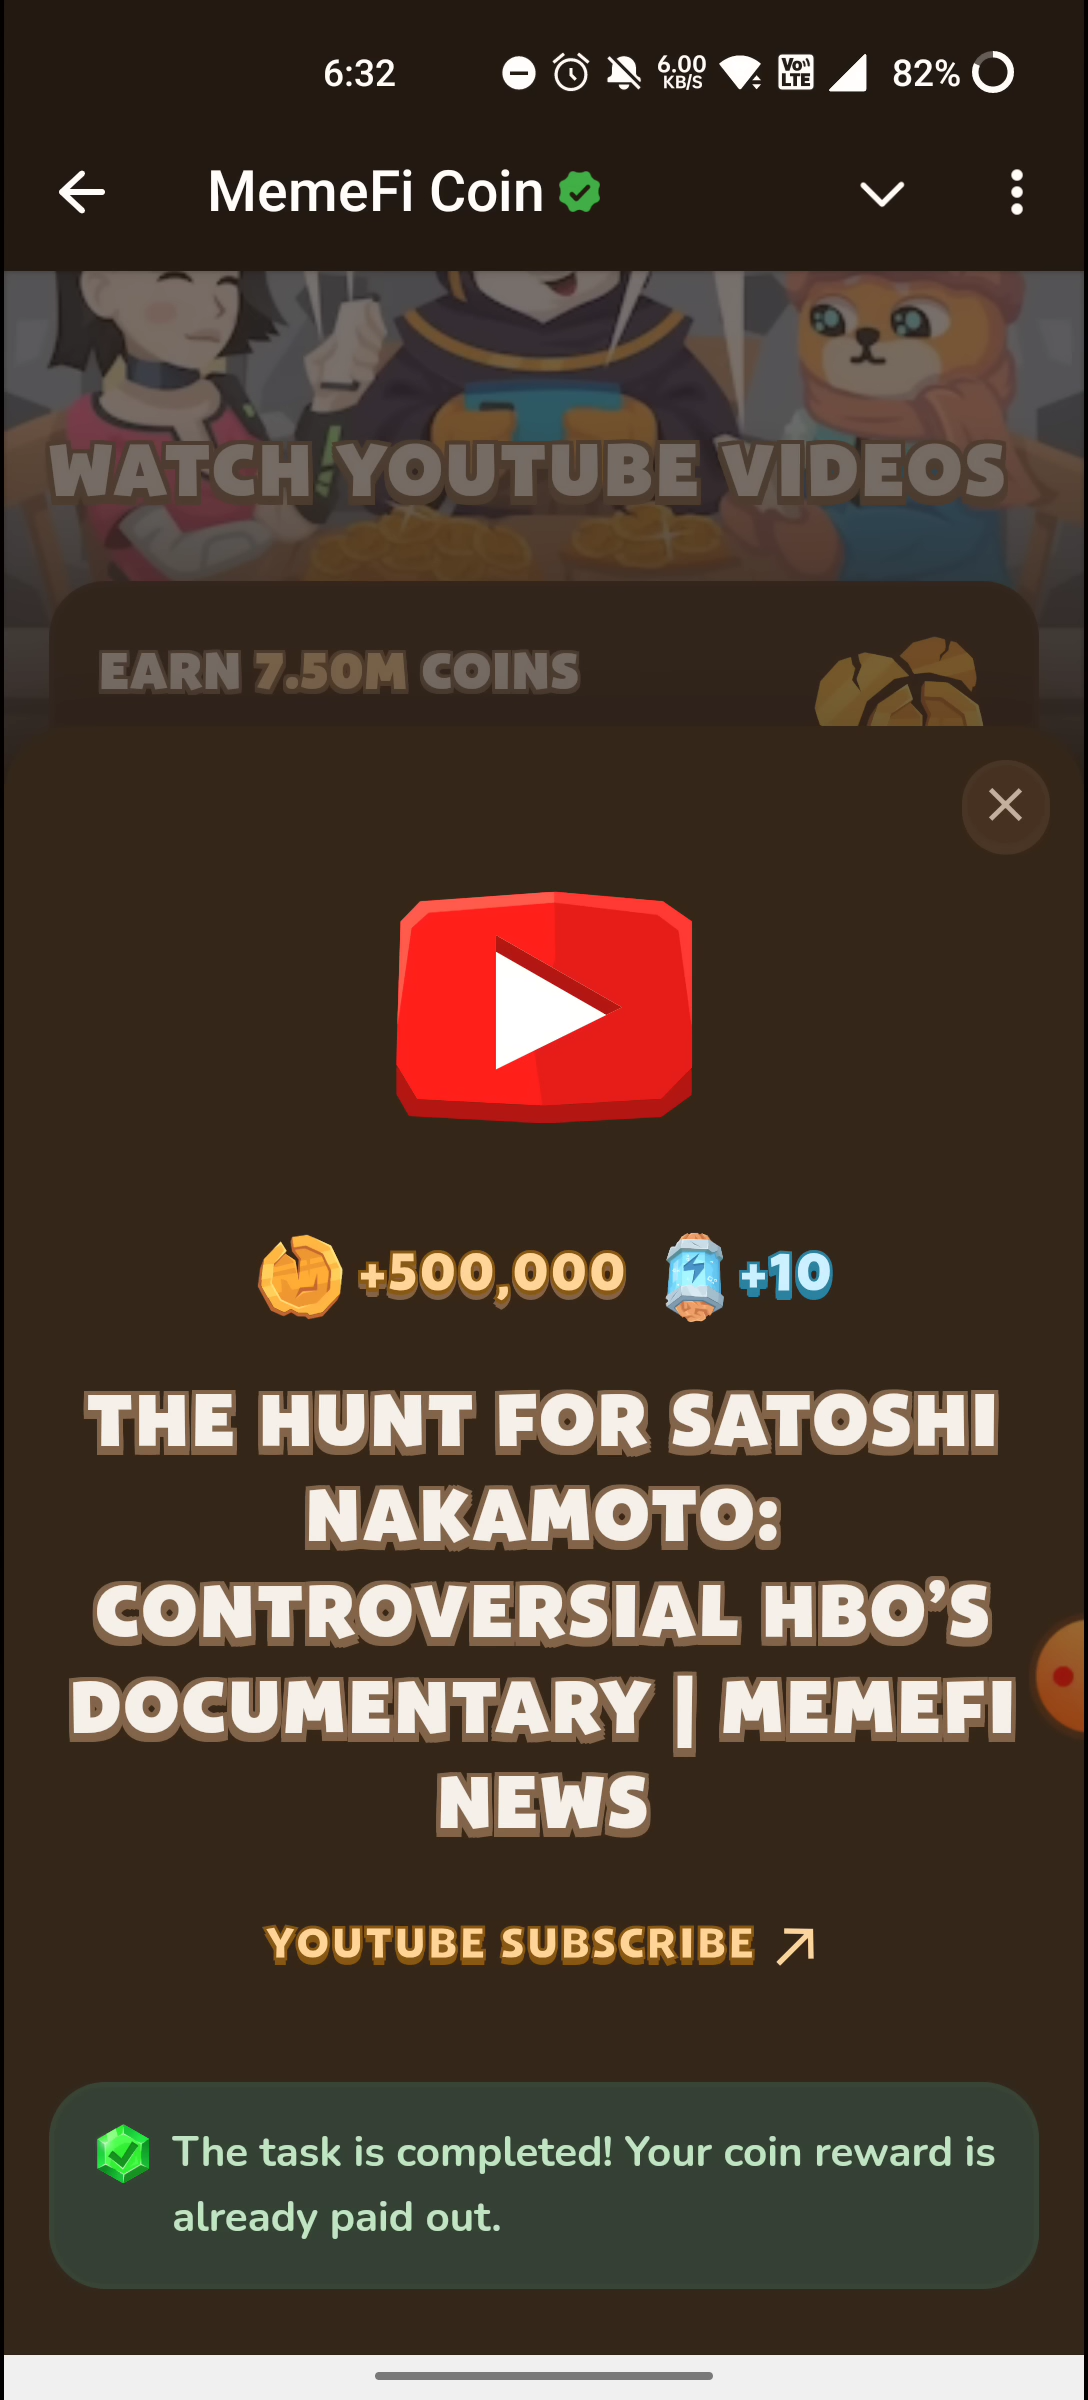 6:32
6.00
KB/S
Vo
LTE
82%
MemeFi Coin
WATCH YOUTUBE VIDEOS
EARN 7.50M COINS
+500,000 +10
THE HUNT FOR SATOSHI
NAKAMOTO:
CONTROVERSIAL HBO’S
DOCUMENTARY | MEMEFI
NEWS
YOUTUBE SUBSCRIBE
The task is completed! Your coin reward is
already paid out.